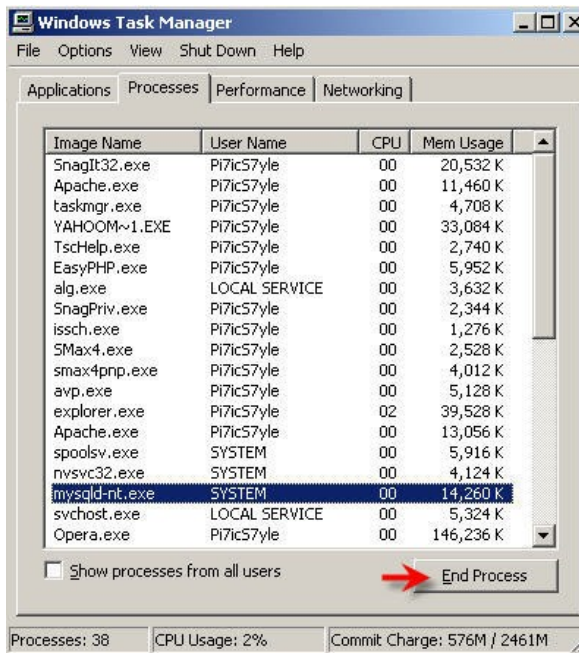 Windows Task Manager
File Options View Shut Down Help
Applications Processes Performance Networking
Image Name User Name CPU Mem Usage
SnagIt32.exe Pi7icS7yle 00 20,532 K
Apache.exe Pi7icS7yle 00 11,460 K
taskmgr.exe Pi7icS7yle 00 4,708 K
YAHOOM~1.EXE Pi7icS7yle 00 33,084 K
TscHelp.exe Pi7icS7yle 00 2,740 K
EasyPHP.exe Pi7icS7yle 00 5,952 K
alg.exe LOCAL SERVICE 00 3,632 K
SnagPriv.exe Pi7icS7yle 00 2,344 K
issch.exe Pi7icS7yle 00 1,276 K
SMax4.exe Pi7icS7yle 00 2,528 K
smax4pnp.exe Pi7icS7yle 00 4,012 K
avp.exe Pi7icS7yle 00 5,128 K
explorer.exe Pi7icS7yle 02 39,528 K
Apache.exe Pi7icS7yle 00 13,056 K
spoolsv.exe SYSTEM 00 5,916 K
nvsvc32.exe SYSTEM 00 4,124 K
mysqld-nt.exe SYSTEM 00 14,260 K
svchost.exe LOCAL SERVICE 00 5,324 K
Opera.exe Pi7icS7yle 00 146,236 K
Show processes from all users End Process
Processes: 38 CPU Usage: 2% Commit Charge: 576M / 2461M